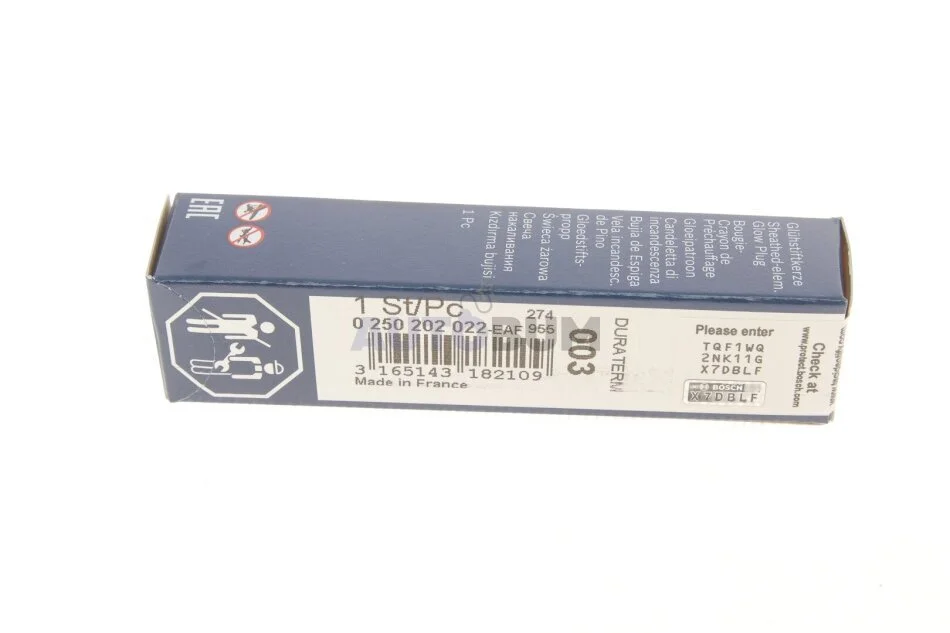 EAC
Glühstiftkerze
Sheathed-elem.
Glow Plug
Bougie-
Crayon de
Préchauffage
Gloeipatroon
Candeletta di
incandescenza
Bujia de Espiga
Vela incandesc.
de Pino
Gloedstifts-
propp
Świeca żarowa
Свеча
накаливания
Kızdırma bujisi
1 Pc
1 St/Pc
274
0 250 202 022-EAF 955
3 165143 182109
Made in France
003
DURATERM
Please enter
TQF1WQ
2NK11G
X7DBLF
BOSCH
X7DBLF
Check at
www.protect.bosch.com